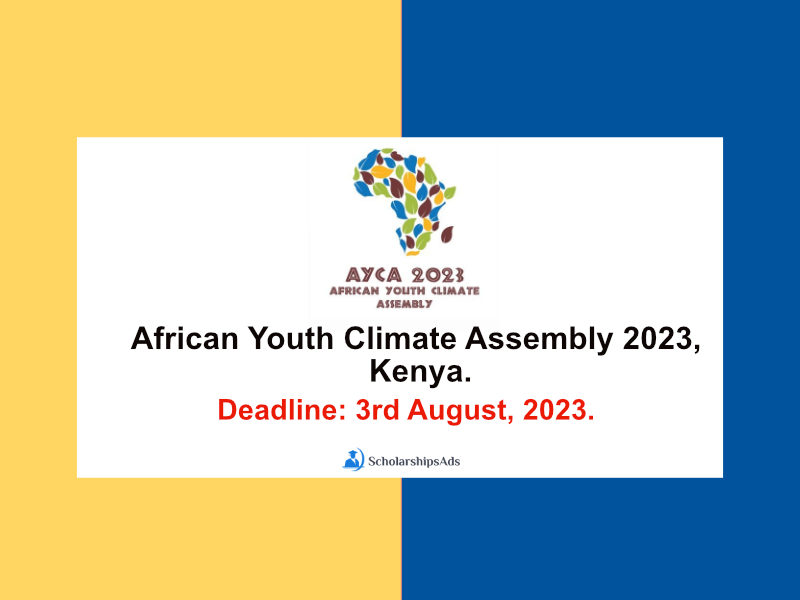 AYCA 2023
AFRICAN YOUTH CLIMATE
ASSEMBLY
African Youth Climate Assembly 2023,
Kenya.
Deadline: 3rd August, 2023.
ScholarshipsAds